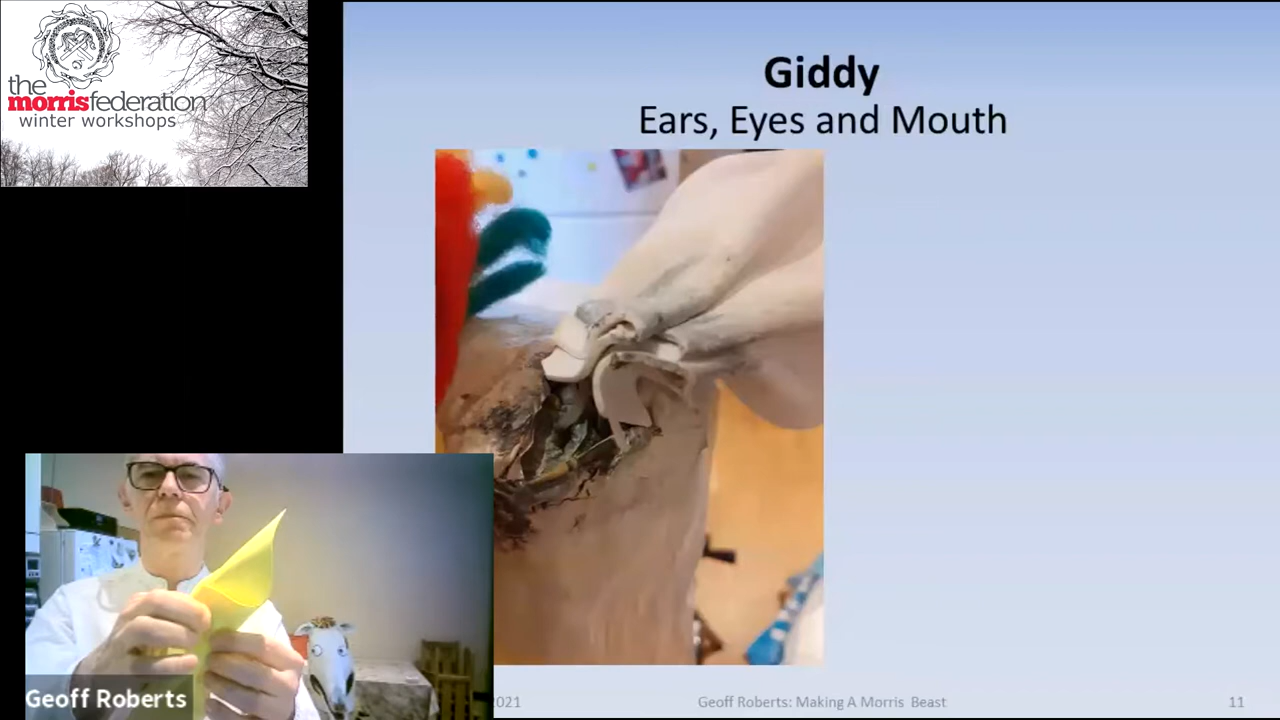 the
morrisfederation
winter workshops
Giddy
Ears, Eyes and Mouth
Geoff Roberts
2021
Geoff Roberts: Making A Morris Beast
11